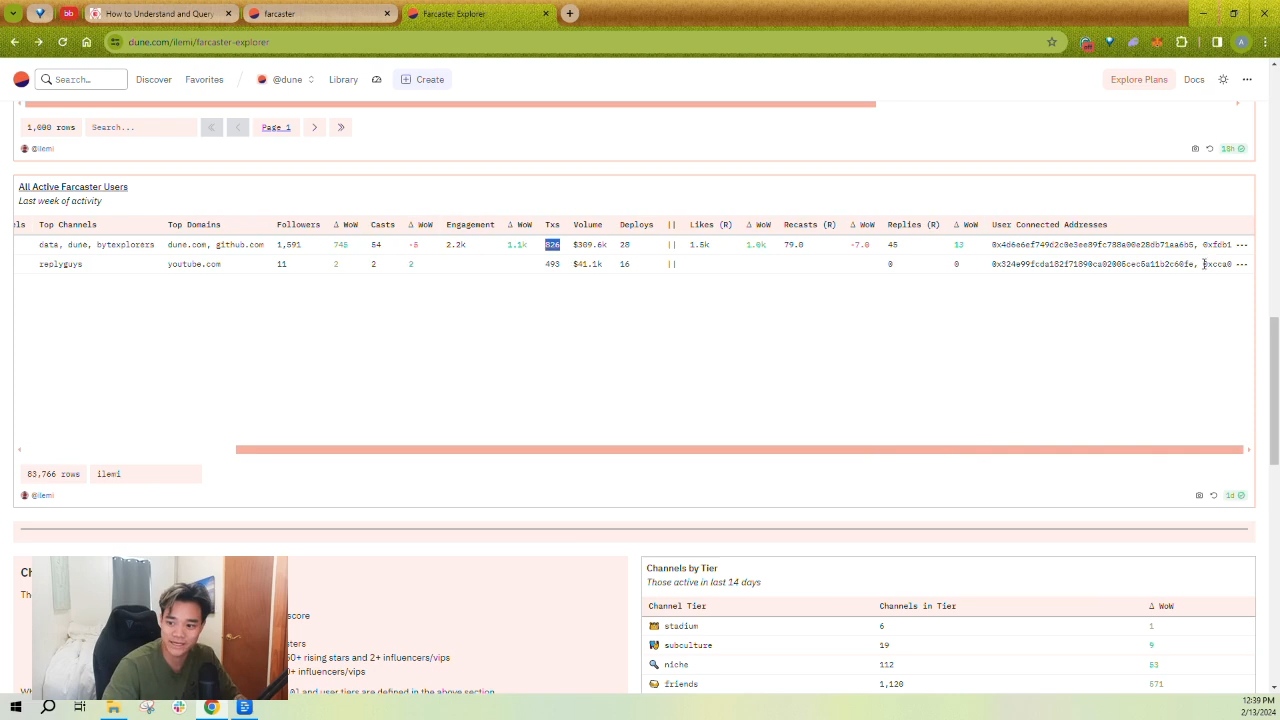 How to Understand and Query
farcaster
Farcaster Explorer
dune.com/ilemi/farcaster-explorer
Search...
Discover
Favorites
@dune
Library
Create
Explore Plans
Docs
1,000 rows
Search...
Page 1
@ilemi
18h
All Active Farcaster Users
Last week of activity
els Top Channels Top Domains Followers Δ WoW Casts Δ WoW Engagement Δ WoW Txs Volume Deploys || Likes (R) Δ WoW Recasts (R) Δ WoW Replies (R) Δ WoW User Connected Addresses
data, dune, bytexplorers dune.com, github.com 1,591 745 54 -5 2.2k 1.1k 826 $309.6k 28 || 1.5k 1.0k 79.0 -7.0 45 13
replyguys youtube.com 11 2 2 2 493 $41.1k 16 || 0 0
83,766 rows
ilemi
@ilemi
1d
Ch
Channels by Tier
Those active in last 14 days
Channel Tier Channels in Tier Δ WoW
stadium 6 1
subculture 19 9
niche 112 53
friends 1,120 571
score
sters
50+ rising stars and 2+ influencers/vips
0+ influencers/vips
and user tiers are defined in the above section
12:39 PM
2/13/2024